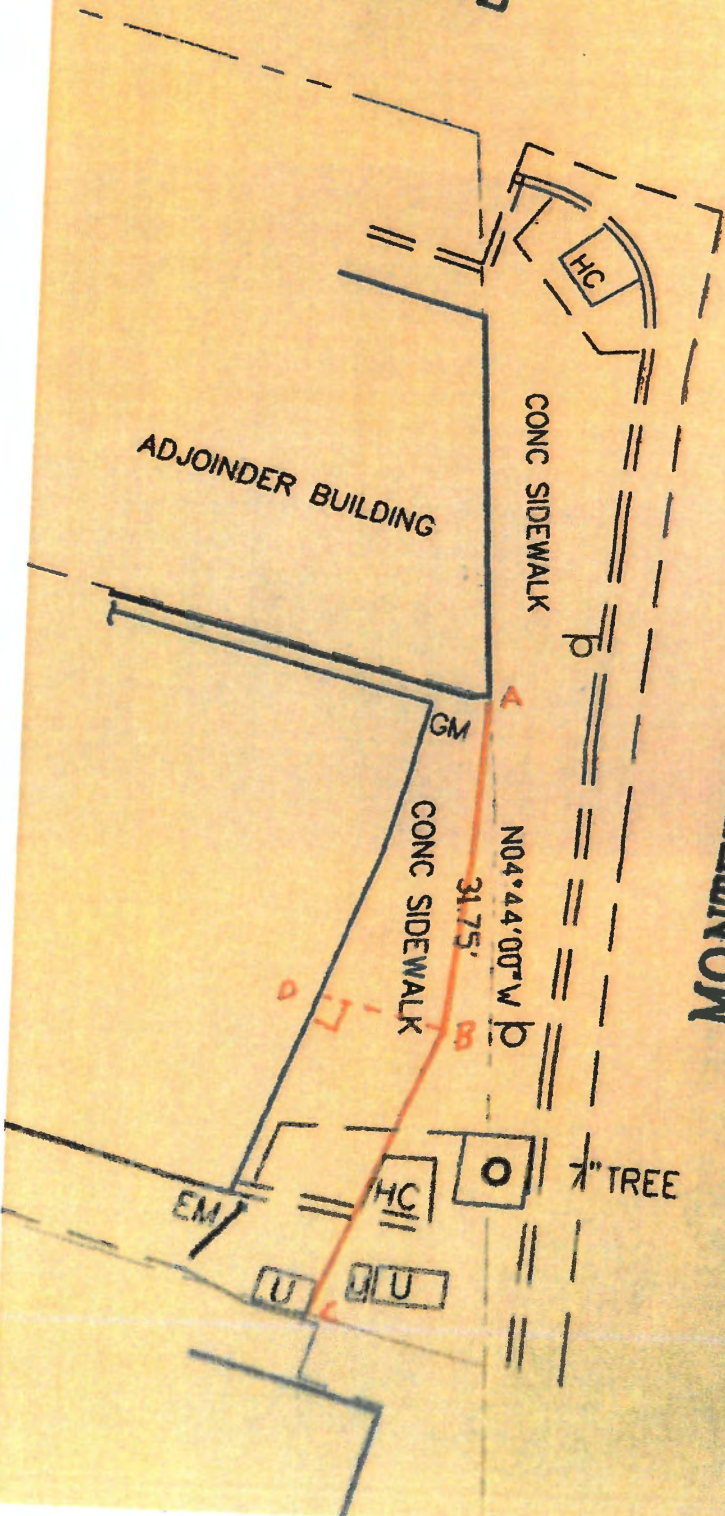 HC
CONC SIDEWALK
ADJOINDER BUILDING
A
GM
CONC SIDEWALK
N04°44'00"W
31.75'
D
B
" TREE
HC
EM
U
U
U
C